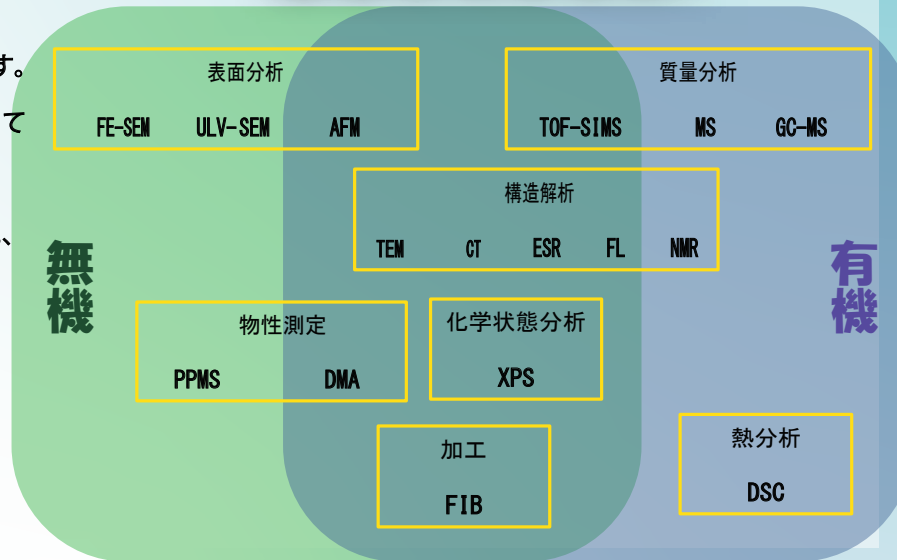 す。
て
、
表面分析
FE-SEM ULV-SEM AFM
質量分析
TOF-SIMS MS GC-MS
構造解析
TEM CT ESR FL NMR
無機
有機
物性測定
PPMS DMA
化学状態分析
XPS
加工
FIB
熱分析
DSC